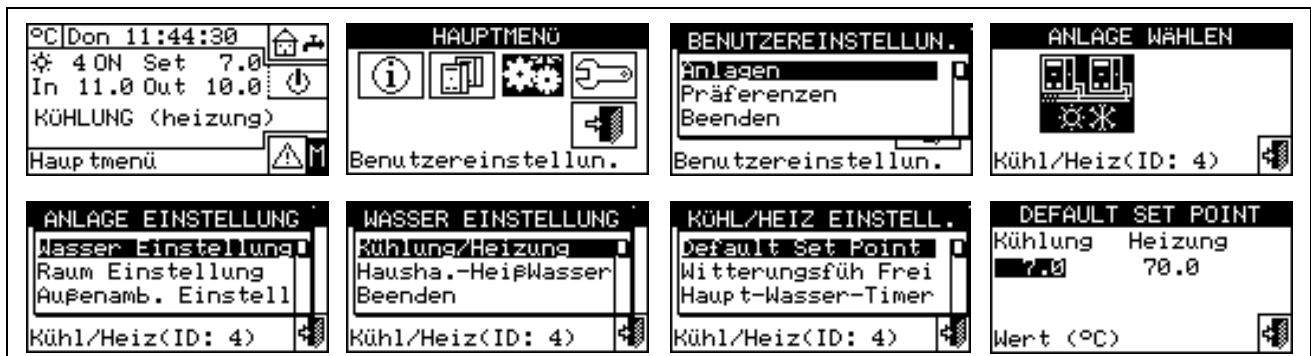 ºC Don 11:44:30
4 ON Set 7.0
In 11.0 Out 10.0
KÜHLUNG (heizung)
Hauptmenü M
HAUPTMENÜ
Benutzereinstellun.
BENUTZEREINSTELLUN.
Anlagen
Präferenzen
Beenden
Benutzereinstellun.
ANLAGE WÄHLEN
Kühl/Heiz(ID: 4)
ANLAGE EINSTELLUNG
Wasser Einstellung
Raum Einstellung
Außenamb. Einstell
Kühl/Heiz(ID: 4)
WASSER EINSTELLUNG
Kühlung/Heizung
Hausha.-HeißWasser
Beenden
Kühl/Heiz(ID: 4)
KÜHL/HEIZ EINSTELL.
Default Set Point
Witterungsfüh Frei
Haupt-Wasser-Timer
Kühl/Heiz(ID: 4)
DEFAULT SET POINT
Kühlung Heizung
7.0 70.0
Wert (ºC)